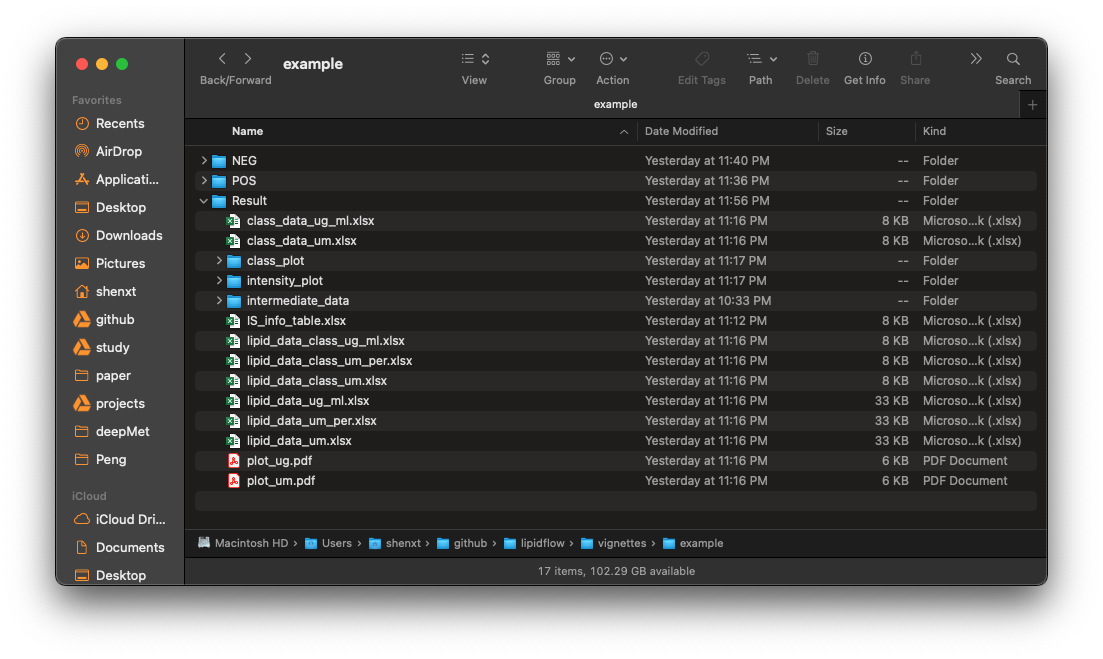 example
Back/Forward View Group Action Edit Tags Path Delete Get Info Share Search
example
Favorites
Recents
AirDrop
Applicati...
Desktop
Downloads
Pictures
shenxt
github
study
paper
projects
deepMet
Peng
iCloud
iCloud Dri...
Documents
Desktop
Name Date Modified Size Kind
NEG Yesterday at 11:40 PM -- Folder
POS Yesterday at 11:36 PM -- Folder
Result Yesterday at 11:56 PM -- Folder
class_data_ug_ml.xlsx Yesterday at 11:16 PM 8 KB Microso...k (.xlsx)
class_data_um.xlsx Yesterday at 11:16 PM 8 KB Microso...k (.xlsx)
class_plot Yesterday at 11:17 PM -- Folder
intensity_plot Yesterday at 11:17 PM -- Folder
intermediate_data Yesterday at 10:33 PM -- Folder
IS_info_table.xlsx Yesterday at 11:12 PM 8 KB Microso...k (.xlsx)
lipid_data_class_ug_ml.xlsx Yesterday at 11:16 PM 8 KB Microso...k (.xlsx)
lipid_data_class_um_per.xlsx Yesterday at 11:16 PM 8 KB Microso...k (.xlsx)
lipid_data_class_um.xlsx Yesterday at 11:16 PM 8 KB Microso...k (.xlsx)
lipid_data_ug_ml.xlsx Yesterday at 11:16 PM 33 KB Microso...k (.xlsx)
lipid_data_um_per.xlsx Yesterday at 11:16 PM 33 KB Microso...k (.xlsx)
lipid_data_um.xlsx Yesterday at 11:16 PM 33 KB Microso...k (.xlsx)
plot_ug.pdf Yesterday at 11:16 PM 6 KB PDF Document
plot_um.pdf Yesterday at 11:16 PM 6 KB PDF Document
Macintosh HD › Users › shenxt › github › lipidflow › vignettes › example
17 items, 102.29 GB available